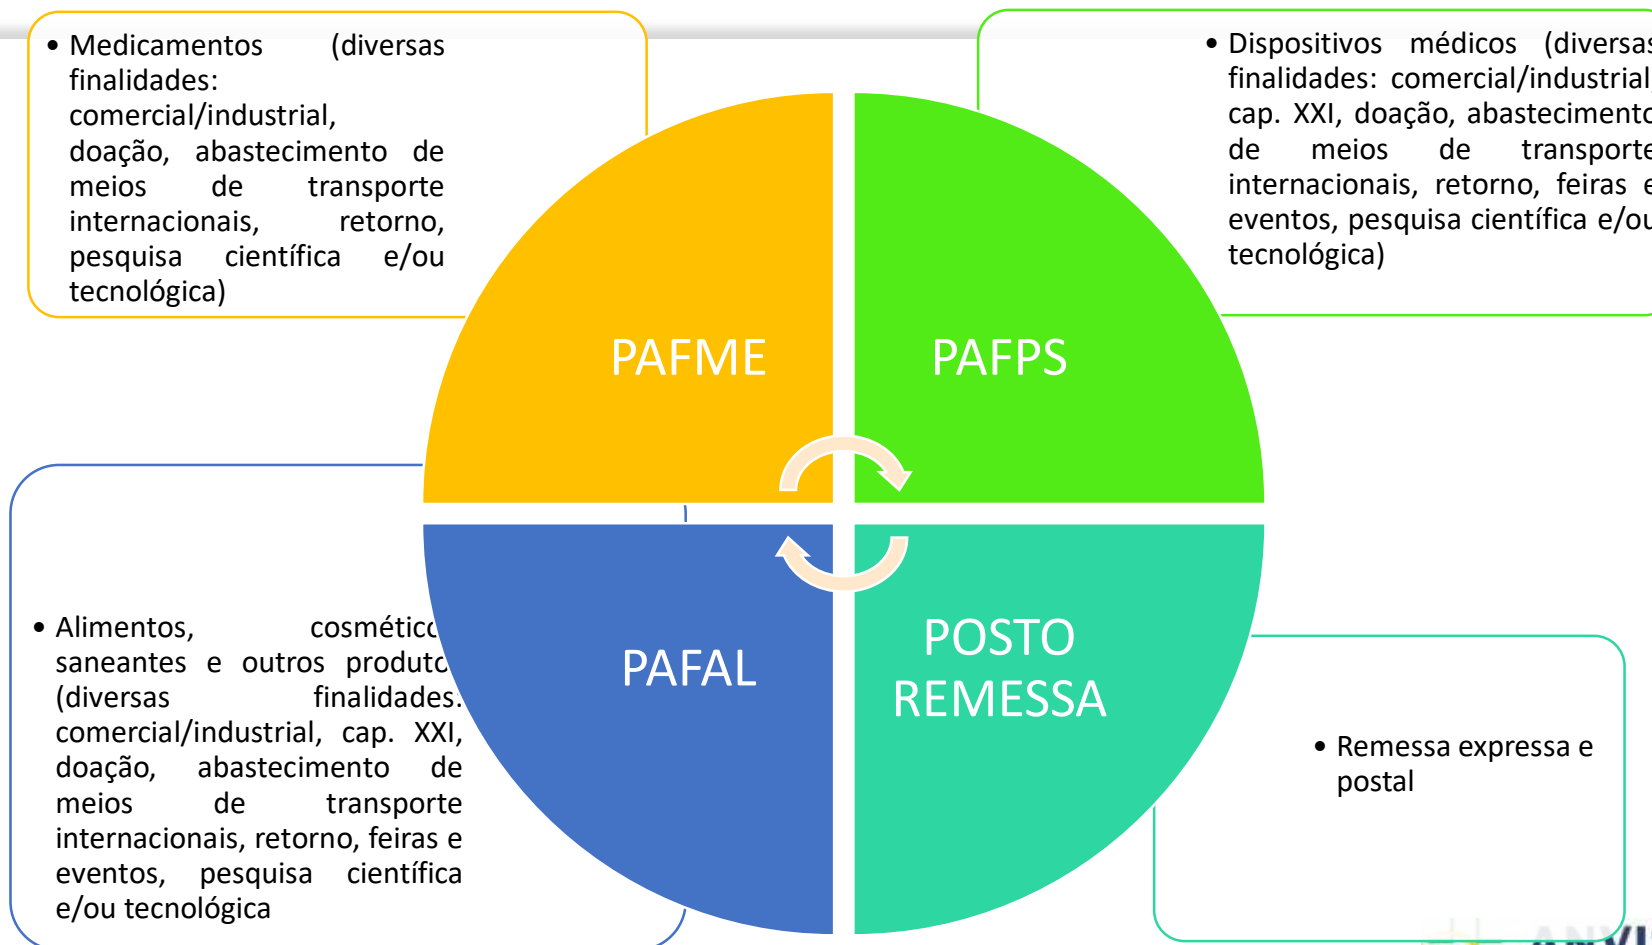 • Medicamentos (diversas
finalidades:
comercial/industrial,
doação, abastecimento de
meios de transporte
internacionais, retorno,
pesquisa científica e/ou
tecnológica)
• Dispositivos médicos (diversas
finalidades: comercial/industrial,
cap. XXI, doação, abastecimento
de meios de transporte
internacionais, retorno, feiras e
eventos, pesquisa científica e/ou
tecnológica)
PAFME
PAFPS
PAFAL
POSTO
REMESSA
• Alimentos, cosmético
saneantes e outros produto
(diversas finalidades:
comercial/industrial, cap. XXI,
doação, abastecimento de
meios de transporte
internacionais, retorno, feiras e
eventos, pesquisa científica
e/ou tecnológica
• Remessa expressa e
postal